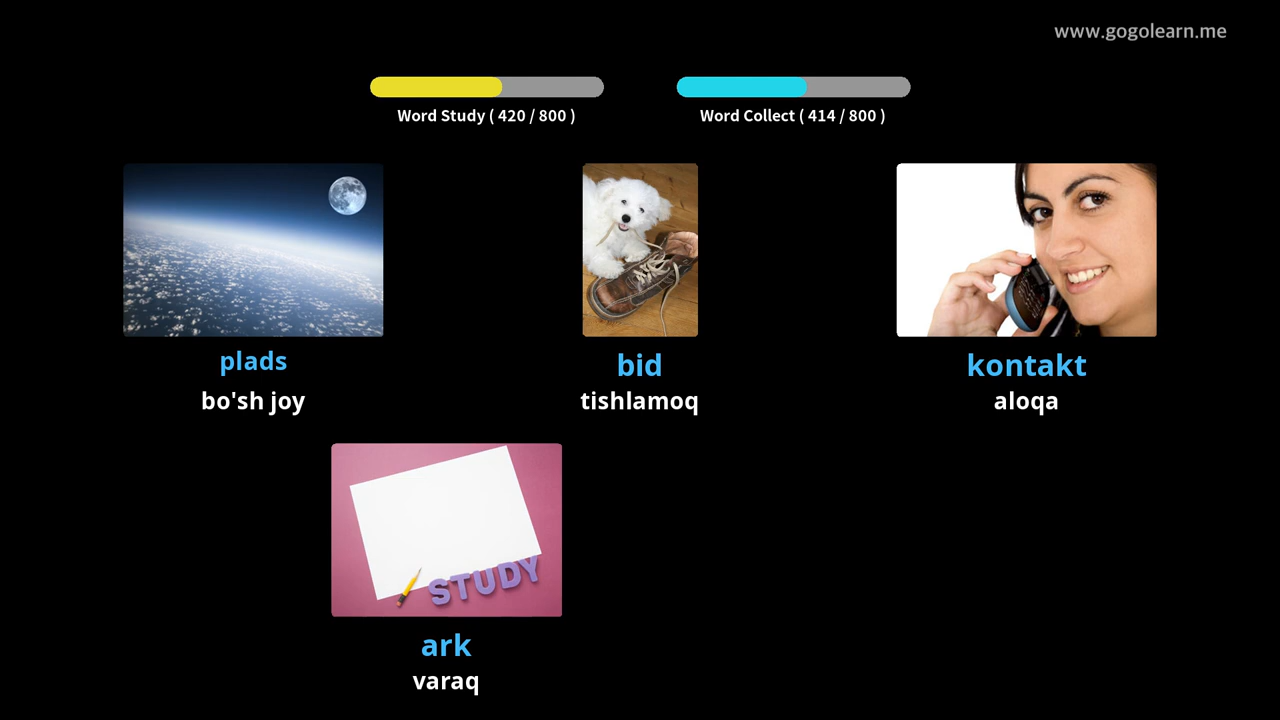 www.gogolearn.me
Word Study ( 420 / 800 )
Word Collect ( 414 / 800 )
plads
bo'sh joy
bid
tishlamoq
kontakt
aloqa
STUDY
ark
varaq